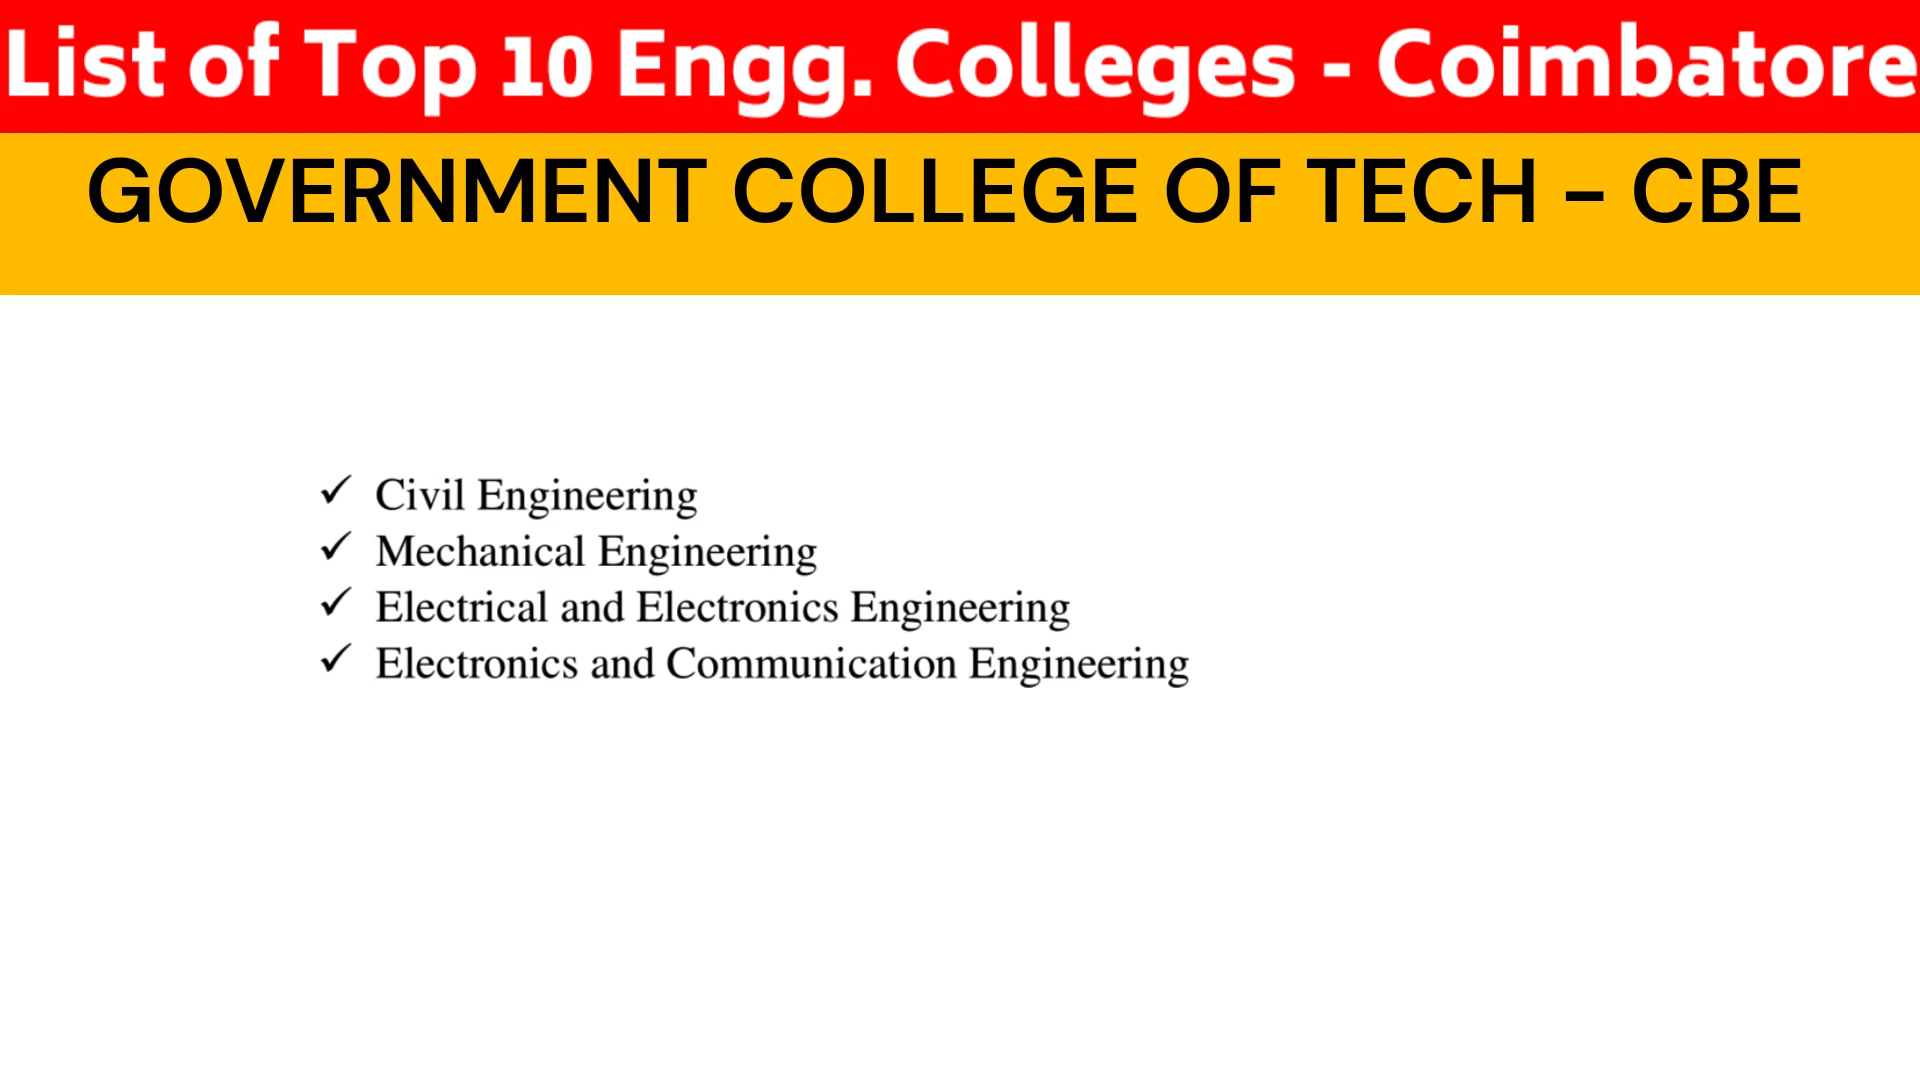 List of Top 10 Engg. Colleges - Coimbatore
GOVERNMENT COLLEGE OF TECH – CBE
✓ Civil Engineering
✓ Mechanical Engineering
✓ Electrical and Electronics Engineering
✓ Electronics and Communication Engineering